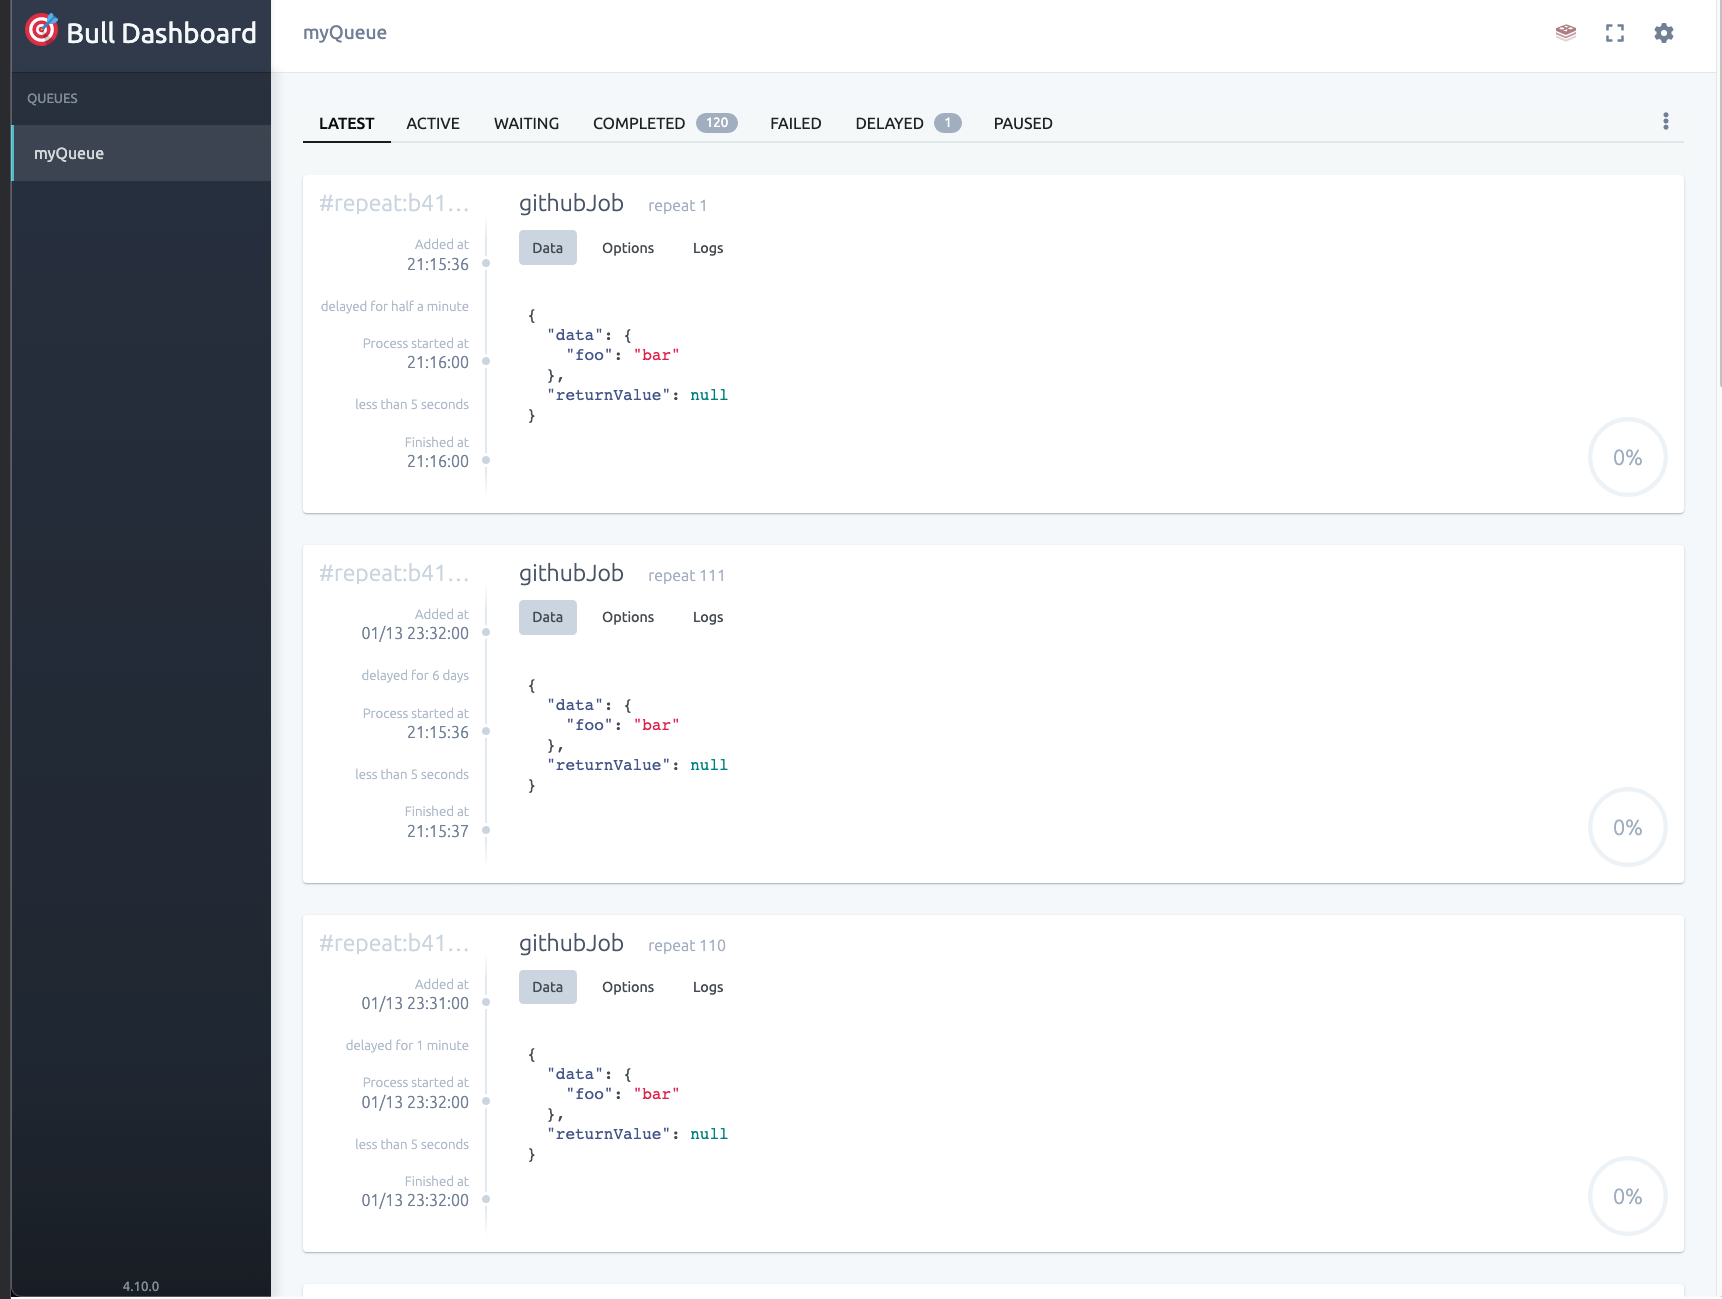 Bull Dashboard
QUEUES
myQueue
4.10.0
myQueue
LATEST ACTIVE WAITING COMPLETED 120 FAILED DELAYED 1 PAUSED
#repeat:b41...
Added at
21:15:36
delayed for half a minute
Process started at
21:16:00
less than 5 seconds
Finished at
21:16:00
githubJob repeat 1
Data Options Logs
{
"data": {
"foo": "bar"
},
"returnValue": null
}
0%
#repeat:b41...
Added at
01/13 23:32:00
delayed for 6 days
Process started at
21:15:36
less than 5 seconds
Finished at
21:15:37
githubJob repeat 111
Data Options Logs
{
"data": {
"foo": "bar"
},
"returnValue": null
}
0%
#repeat:b41...
Added at
01/13 23:31:00
delayed for 1 minute
Process started at
01/13 23:32:00
less than 5 seconds
Finished at
01/13 23:32:00
githubJob repeat 110
Data Options Logs
{
"data": {
"foo": "bar"
},
"returnValue": null
}
0%